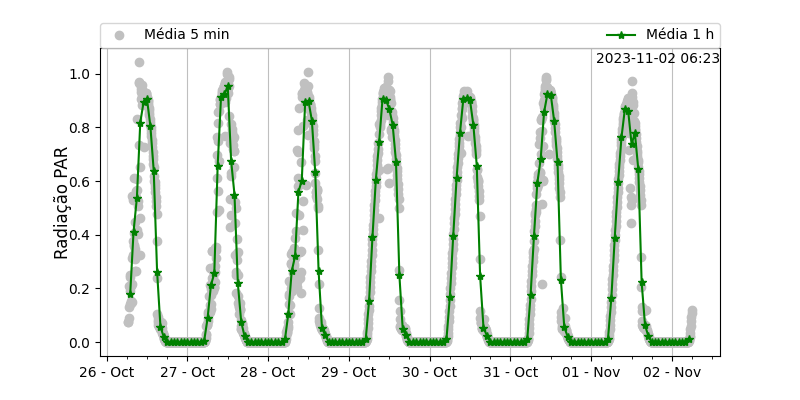 Média 5 min
Média 1 h
2023-11-02 06:23
Radiação PAR
1.0
0.8
0.6
0.4
0.2
0.0
26 - Oct
27 - Oct
28 - Oct
29 - Oct
30 - Oct
31 - Oct
01 - Nov
02 - Nov